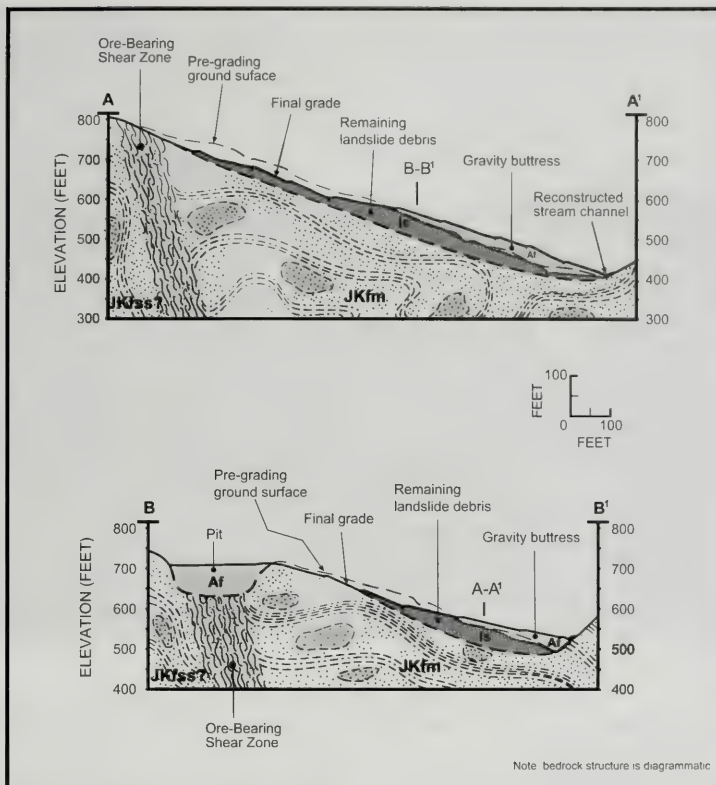 Ore-Bearing
Shear Zone
Pre-grading
ground suface
A
A¹
Final grade
Remaining
landslide debris
B-B¹
Gravity buttress
Reconstructed
stream channel
800
700
600
500
400
300
ELEVATION (FEET)
800
700
600
500
400
300
ls
Af
JKfss?
JKfm
100
FEET
0 100
FEET
Pre-grading
ground surface
Remaining
landslide debris
B
B¹
Pit
Final grade
Gravity buttress
A-A¹
800
700
600
500
400
ELEVATION (FEET)
800
700
600
500
400
Af
ls
Af
JKfss?
JKfm
Ore-Bearing
Shear Zone
Note bedrock structure is diagrammatic